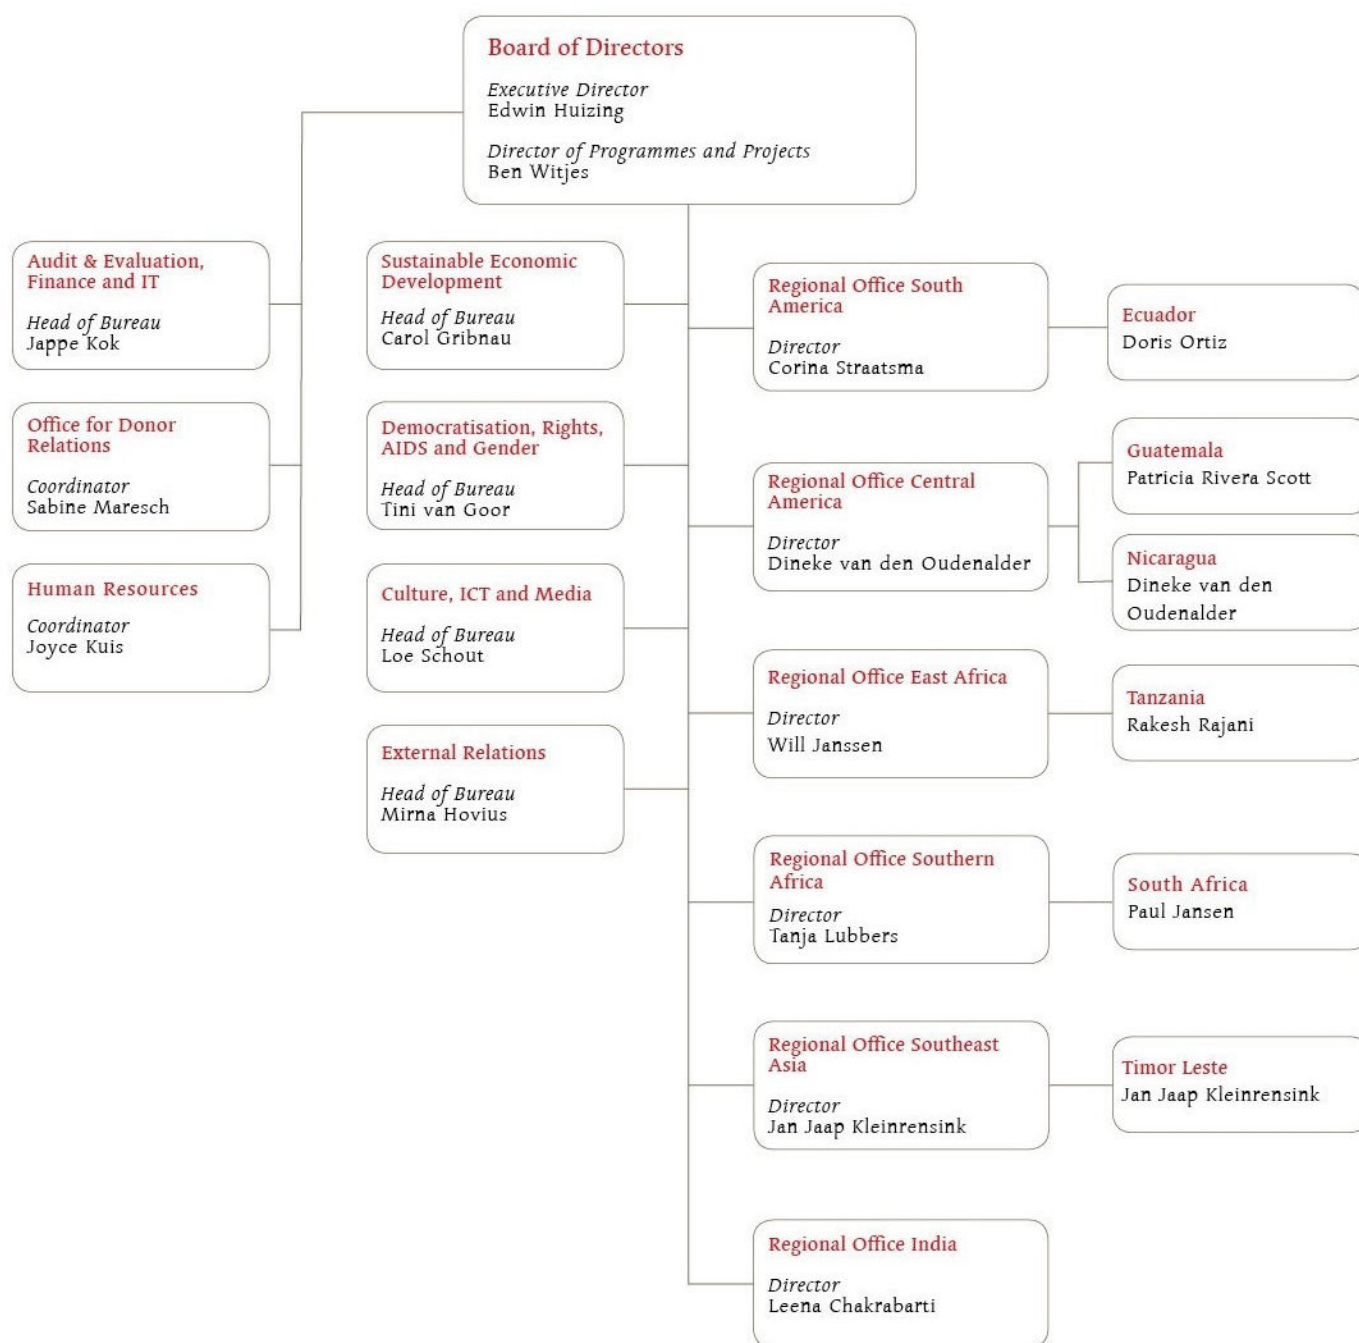 Board of Directors
Executive Director
Edwin Huizing
Director of Programmes and Projects
Ben Witjes
Audit & Evaluation,
Finance and IT
Head of Bureau
Jappe Kok
Office for Donor
Relations
Coordinator
Sabine Maresch
Human Resources
Coordinator
Joyce Kuis
Sustainable Economic
Development
Head of Bureau
Carol Gribnau
Democratisation, Rights,
AIDS and Gender
Head of Bureau
Tini van Goor
Culture, ICT and Media
Head of Bureau
Loe Schout
External Relations
Head of Bureau
Mirna Hovius
Regional Office South
America
Director
Corina Straatsma
Ecuador
Doris Ortiz
Regional Office Central
America
Director
Dineke van den Oudenalder
Guatemala
Patricia Rivera Scott
Nicaragua
Dineke van den
Oudenalder
Regional Office East Africa
Director
Will Janssen
Tanzania
Rakesh Rajani
Regional Office Southern
Africa
Director
Tanja Lubbers
South Africa
Paul Jansen
Regional Office Southeast
Asia
Director
Jan Jaap Kleinrensink
Timor Leste
Jan Jaap Kleinrensink
Regional Office India
Director
Leena Chakrabarti